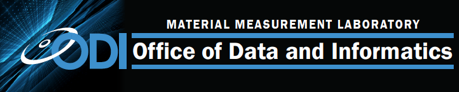 MATERIAL MEASUREMENT LABORATORY
ODI Office of Data and Informatics